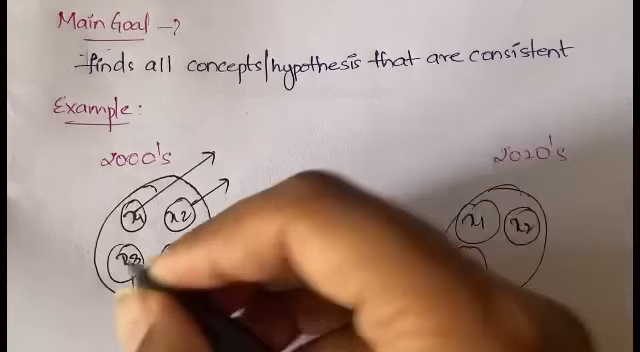 Main Goal →?
finds all concepts/hypothesis that are consistent
Example:
2000's 2020's
x1 x2 x1 x2
x3